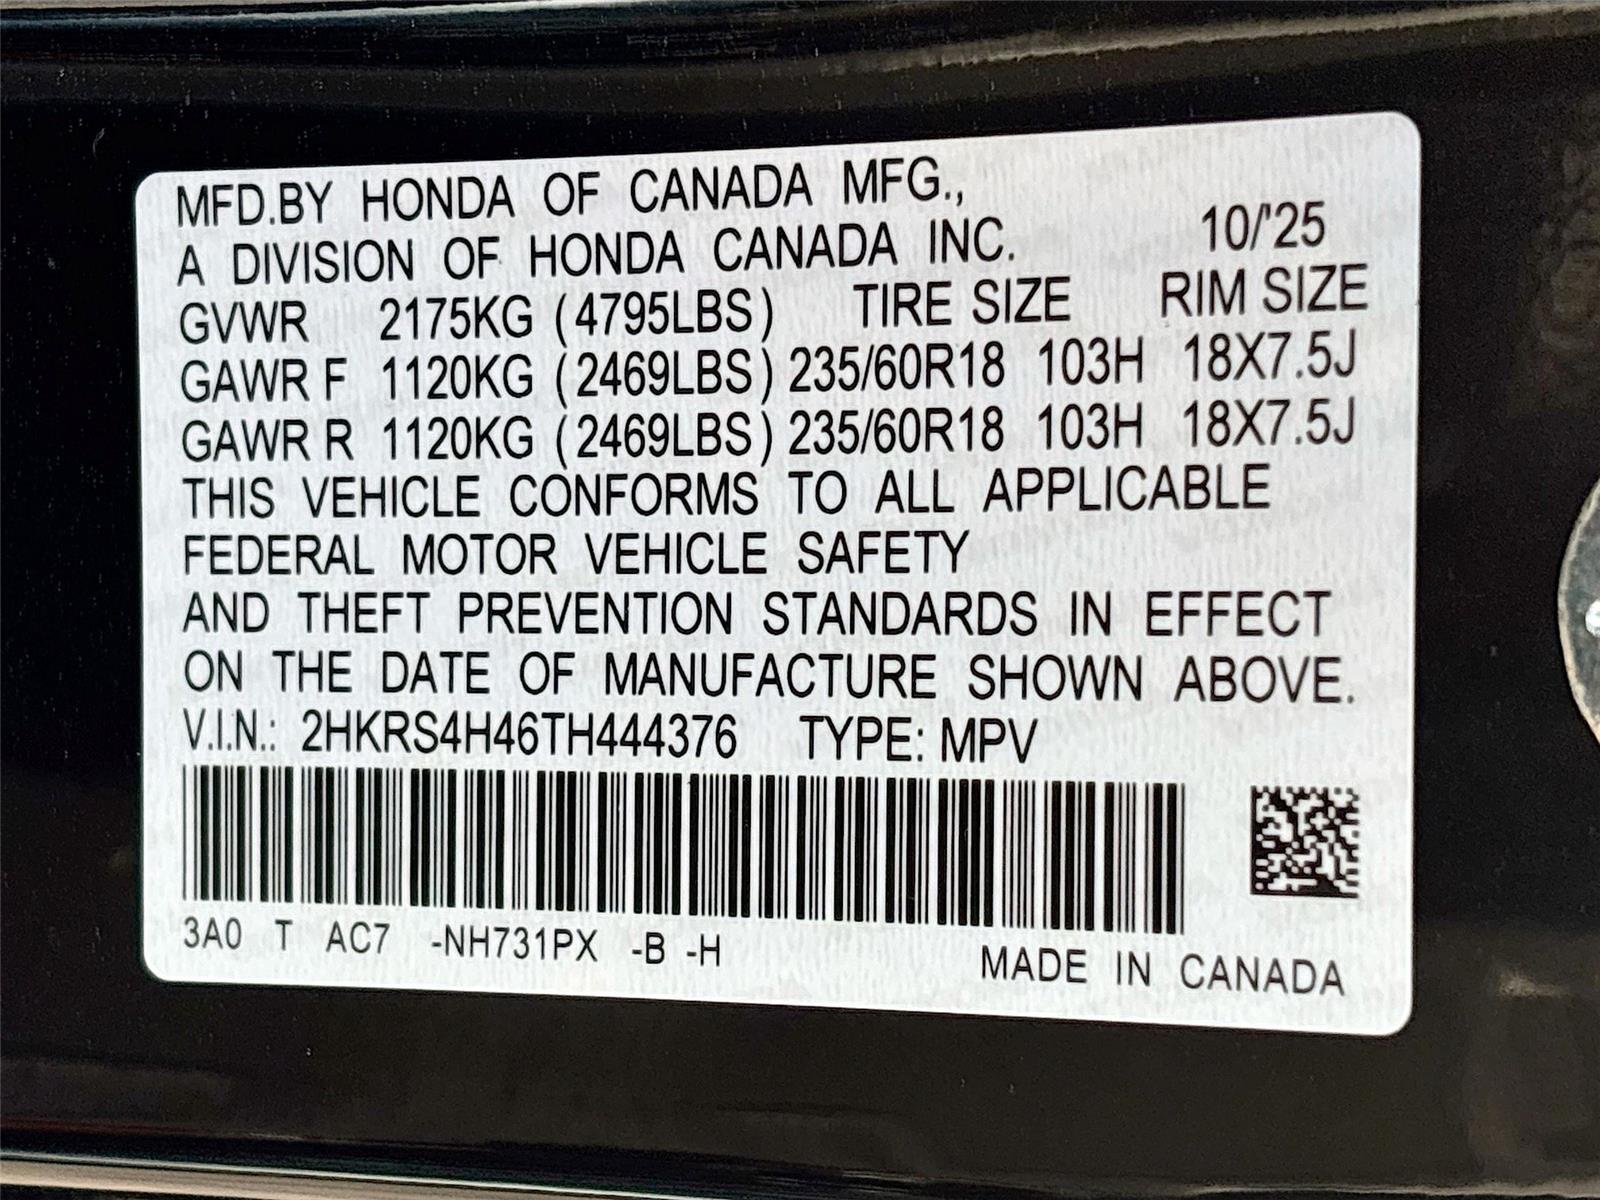 MFD.BY HONDA OF CANADA MFG.,
A DIVISION OF HONDA CANADA INC. 10/'25
GVWR 2175KG (4795LBS) TIRE SIZE RIM SIZE
GAWR F 1120KG (2469LBS) 235/60R18 103H 18X7.5J
GAWR R 1120KG (2469LBS) 235/60R18 103H 18X7.5J
THIS VEHICLE CONFORMS TO ALL APPLICABLE
FEDERAL MOTOR VEHICLE SAFETY
AND THEFT PREVENTION STANDARDS IN EFFECT
ON THE DATE OF MANUFACTURE SHOWN ABOVE.
V.I.N.: 2HKRS4H46TH444376 TYPE: MPV
3A0 T AC7 -NH731PX -B -H MADE IN CANADA